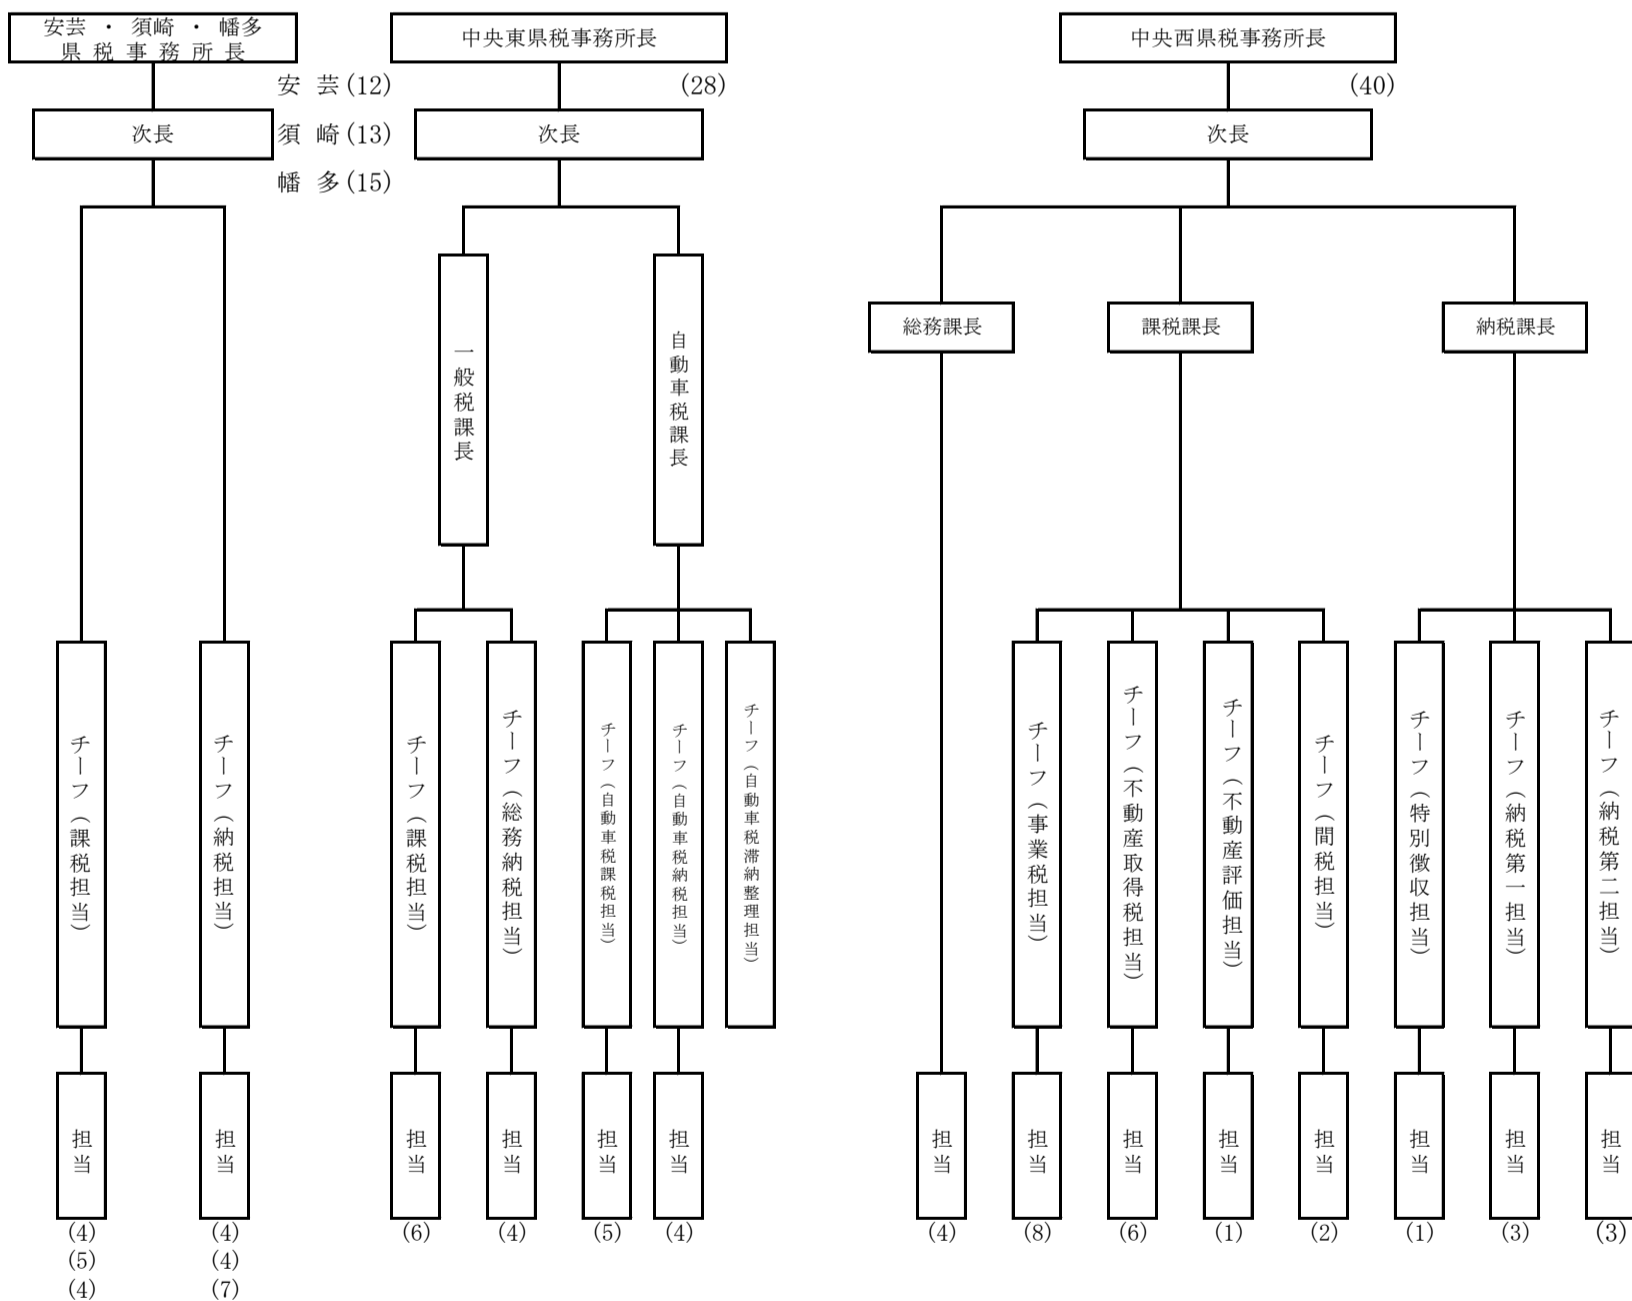 安芸 ・ 須崎 ・ 幡多
県 税 事 務 所 長
安 芸(12)
次長
須 崎(13)
幡 多(15)
チーフ(課税担当)
チーフ(納税担当)
担当
担当
(4)
(5)
(4)
(4)
(4)
(7)
中央東県税事務所長
(28)
次長
一般税課長
自動車税課長
チーフ(課税担当)
チーフ(総務納税担当)
チーフ(自動車税課税担当)
チーフ(自動車税納税担当)
チーフ(自動車税滞納整理担当)
担当
担当
担当
担当
(6)
(4)
(5)
(4)
中央西県税事務所長
(40)
次長
総務課長
課税課長
納税課長
チーフ(事業税担当)
チーフ(不動産取得税担当)
チーフ(不動産評価担当)
チーフ(間税担当)
チーフ(特別徴収担当)
チーフ(納税第一担当)
チーフ(納税第二担当)
担当
担当
担当
担当
担当
担当
担当
担当
(4)
(8)
(6)
(1)
(2)
(1)
(3)
(3)